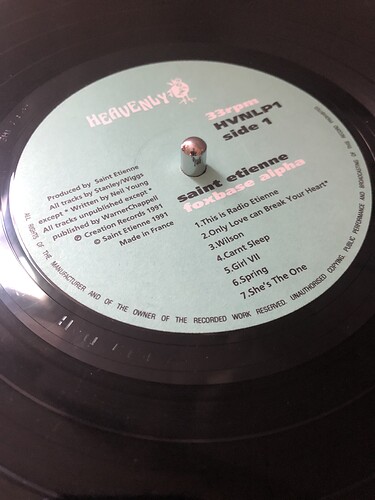 HEAVENLY
33rpm
HVNLP1
side 1
saint etienne
foxbase alpha
Produced by Saint Etienne
All tracks by Stanley/Wiggs
except * Written by Neil Young
All tracks unpublished except *
published by WarnerChappell
℗ Creation Records 1991
© Saint Etienne 1991
Made in France
1.This is Radio Etienne
2.Only Love can Break Your Heart*
3.Wilson
4.Carnt Sleep
5.Girl VII
6.Spring
7.She's The One
ALL RIGHTS OF THE MANUFACTURER AND OF THE OWNER OF THE RECORDED WORK RESERVED. UNAUTHORISED COPYING, PUBLIC PERFORMANCE AND BROADCASTING OF THIS RECORD PROHIBITED